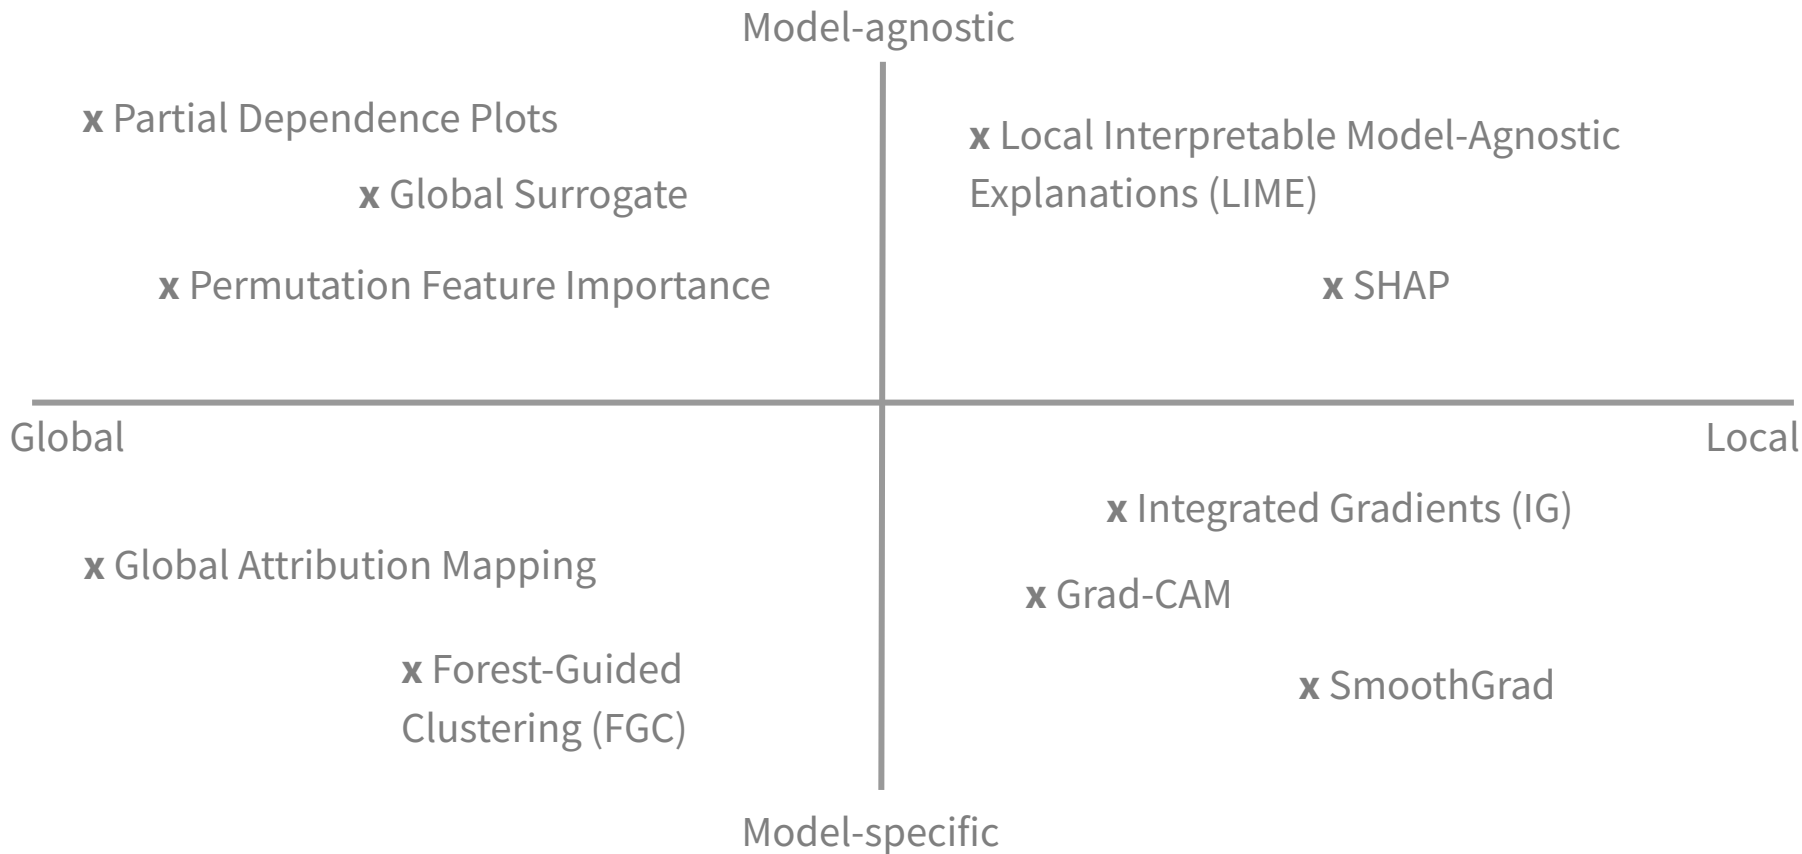 Model-agnostic
x Partial Dependence Plots
x Global Surrogate
x Permutation Feature Importance
x Local Interpretable Model-Agnostic
Explanations (LIME)
x SHAP
Global
Local
x Global Attribution Mapping
x Forest-Guided
Clustering (FGC)
x Integrated Gradients (IG)
x Grad-CAM
x SmoothGrad
Model-specific